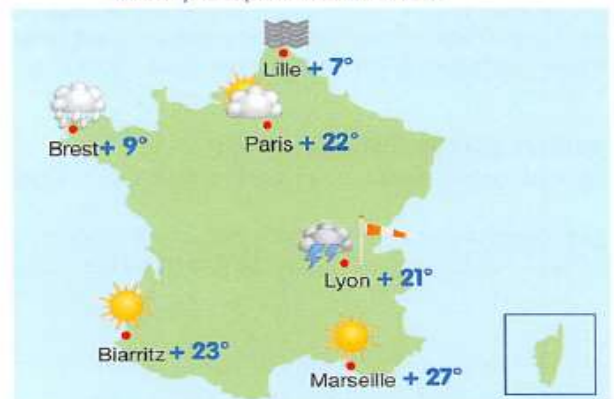 Lille + 7°
Brest + 9°
Paris + 22°
Lyon + 21°
Biarritz + 23°
Marseille + 27°